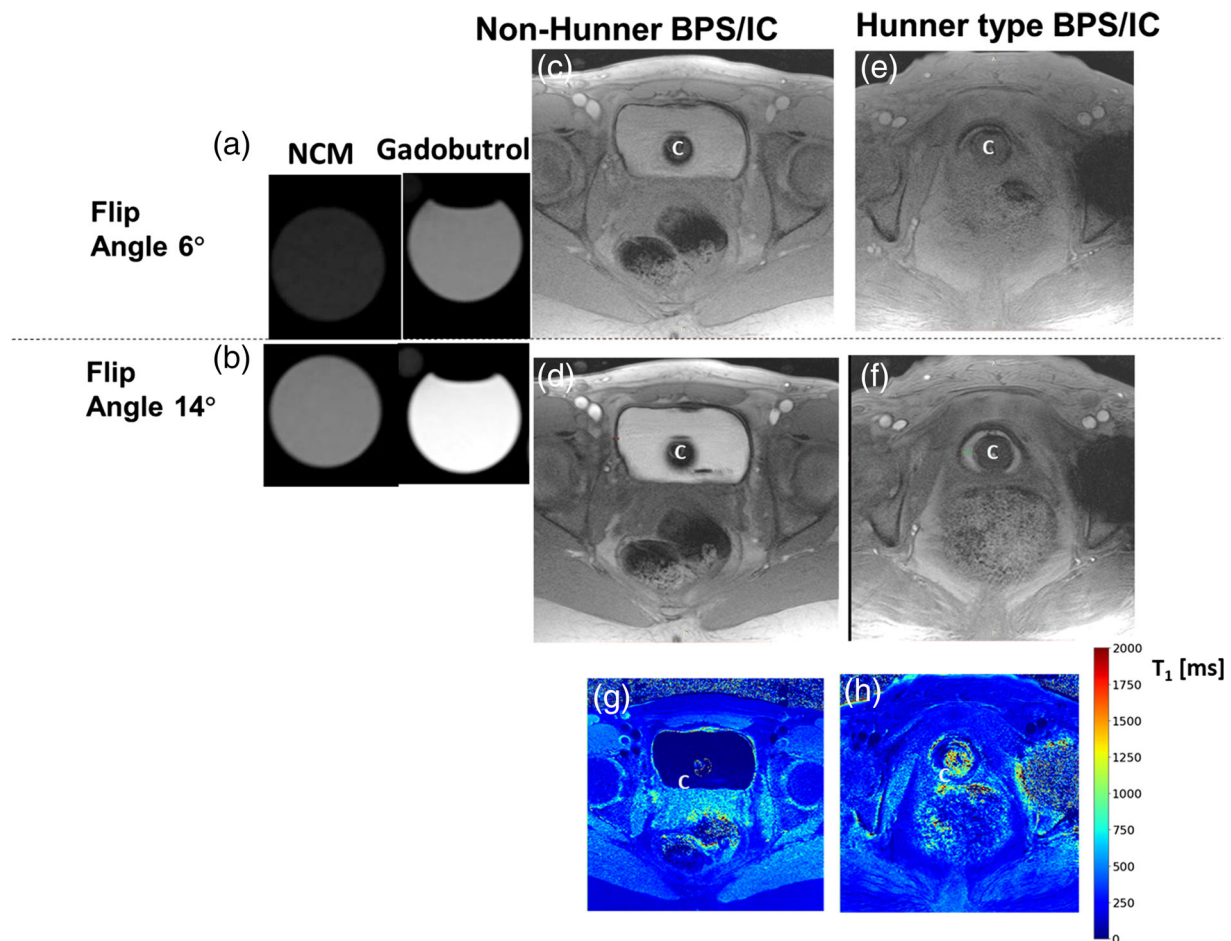 Non-Hunner BPS/IC
Hunner type BPS/IC
(a)
NCM
Gadobutrol
(c)
C
(e)
C
Flip
Angle 6°
(b)
Flip
Angle 14°
(d)
C
(f)
C
(g)
C
(h)
C
T1 [ms]
2000
1750
1500
1250
1000
750
500
250
0